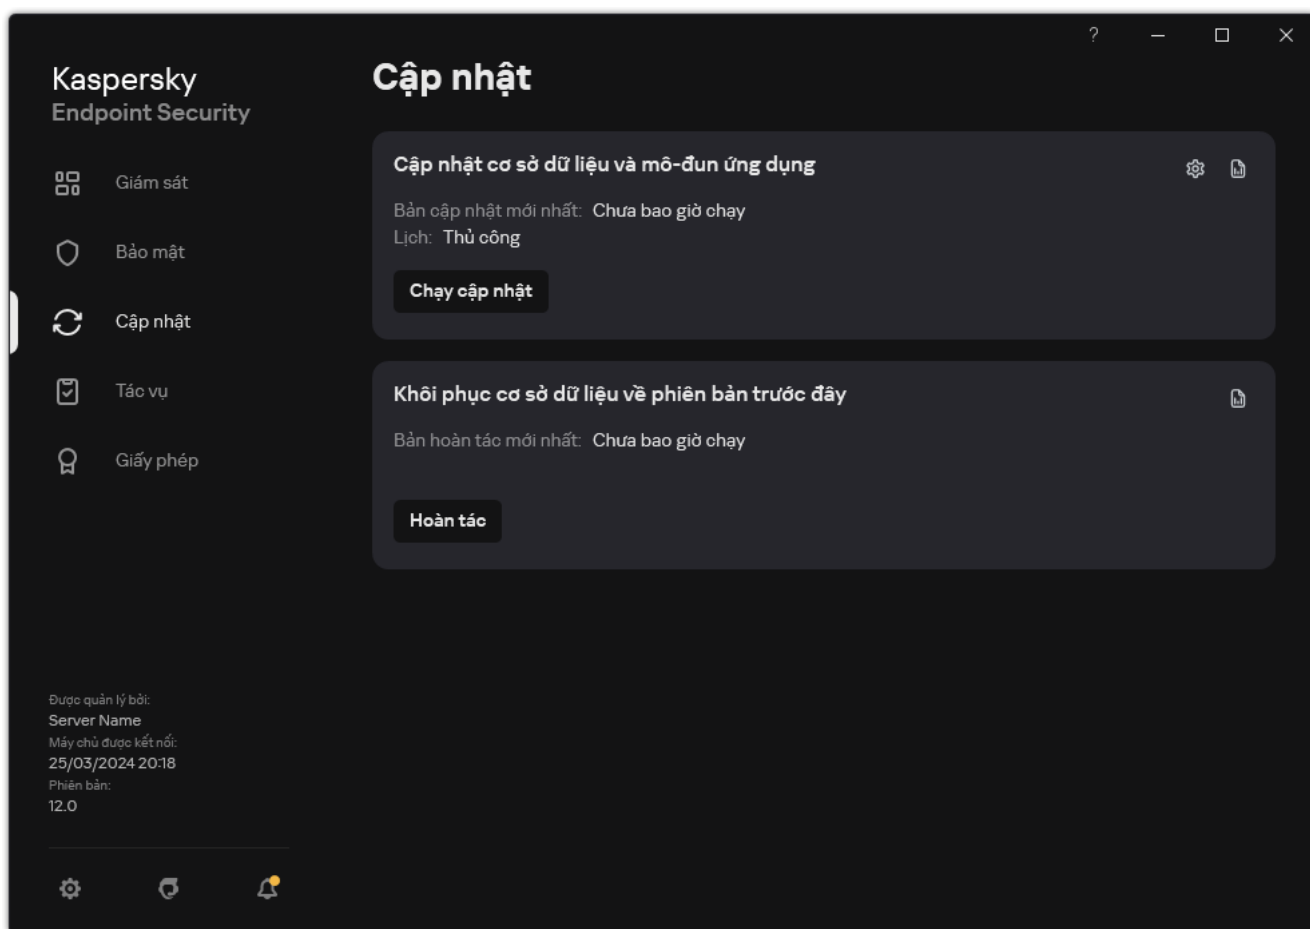 ?
Kaspersky
Endpoint Security
Giám sát
Bảo mật
Cập nhật
Tác vụ
Giấy phép
Được quản lý bởi:
Server Name
Máy chủ được kết nối:
25/03/2024 20:18
Phiên bản:
12.0
Cập nhật
Cập nhật cơ sở dữ liệu và mô-đun ứng dụng
Bản cập nhật mới nhất: Chưa bao giờ chạy
Lịch: Thủ công
Chạy cập nhật
Khôi phục cơ sở dữ liệu về phiên bản trước đây
Bản hoàn tác mới nhất: Chưa bao giờ chạy
Hoàn tác